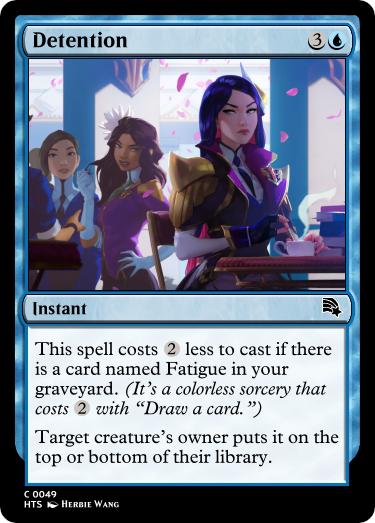 Detention 3
Instant
This spell costs 2 less to cast if there
is a card named Fatigue in your
graveyard. (It's a colorless sorcery that
costs 2 with “Draw a card.”)
Target creature's owner puts it on the
top or bottom of their library.
C 0049
HTS Herbie Wang